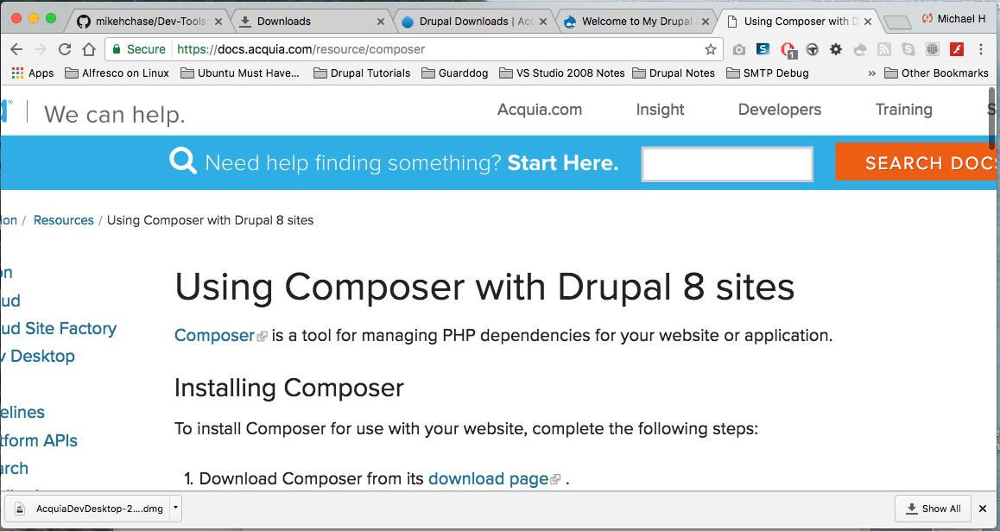 mikehchase/Dev-Tools: Downloads Drupal Downloads | Acq Welcome to My Drupal Using Composer with D Michael H
Secure https://docs.acquia.com/resource/composer
Apps Alfresco on Linux Ubuntu Must Have... Drupal Tutorials Guarddog VS Studio 2008 Notes Drupal Notes SMTP Debug » Other Bookmarks
We can help. Acquia.com Insight Developers Training S
Need help finding something? Start Here. SEARCH DOCS
ion / Resources / Using Composer with Drupal 8 sites
on
Using Composer with Drupal 8 sites
ud
ud Site Factory
Composer is a tool for managing PHP dependencies for your website or application.
v Desktop
Installing Composer
elines
To install Composer for use with your website, complete the following steps:
tform APIs
arch
1. Download Composer from its download page .
AcquiaDevDesktop-2....dmg Show All